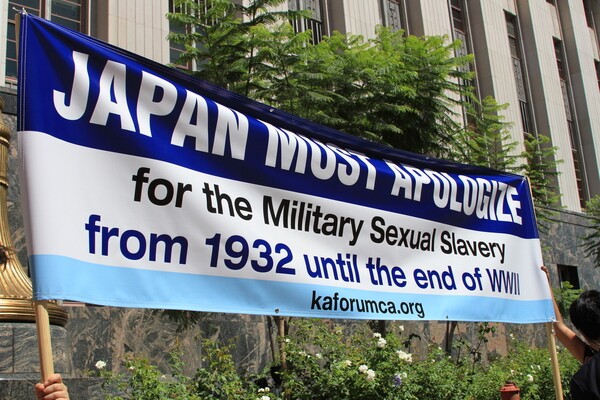 JAPAN MUST APOLOGIZE
for the Military Sexual Slavery
from 1932 until the end of WWII
kaforumca.org